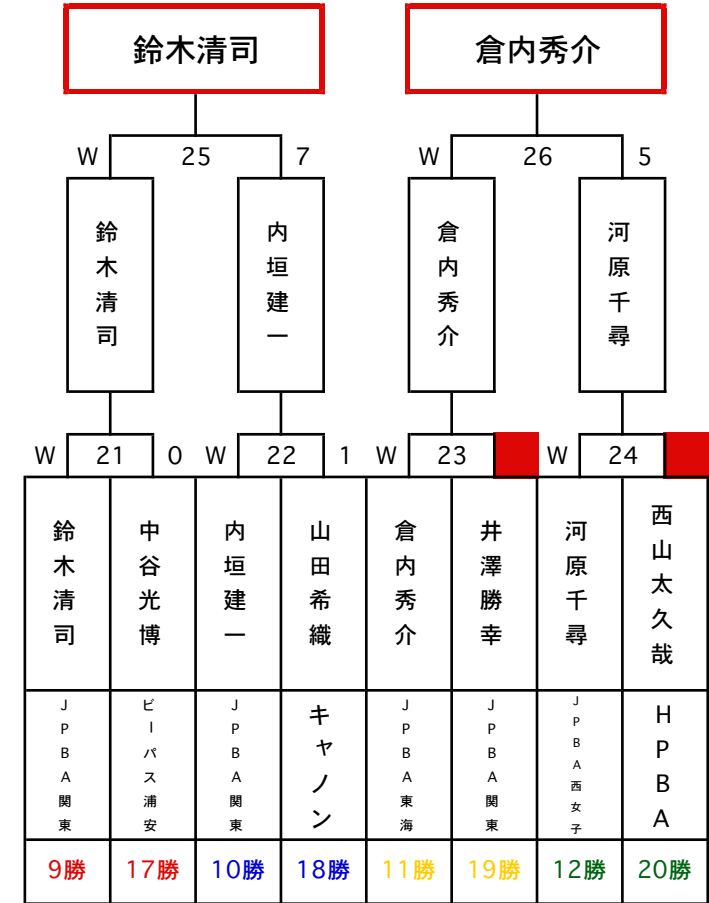 鈴木清司
倉内秀介
W 25 7
W 26 5
鈴木清司
内垣建一
倉内秀介
河原千尋
W 21 0
W 22 1
W 23
W 24
鈴木清司
中谷光博
内垣建一
山田希織
倉内秀介
井澤勝幸
河原千尋
西山太久哉
JPBA関東
ビーパス浦安
JPBA関東
キャノン
JPBA東海
JPBA関東
JPBA西女子
HPBA
9勝
17勝
10勝
18勝
11勝
19勝
12勝
20勝